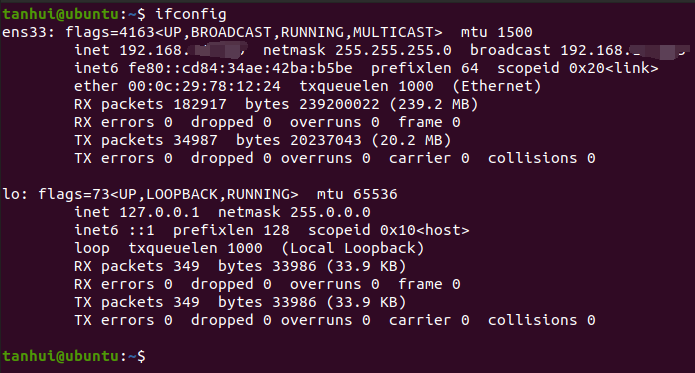 tanhui@ubuntu:~$ ifconfig
ens33: flags=4163<UP,BROADCAST,RUNNING,MULTICAST>  mtu 1500
        inet 192.168.  netmask 255.255.255.0  broadcast 192.168.
        inet6 fe80::cd84:34ae:42ba:b5be  prefixlen 64  scopeid 0x20<link>
        ether 00:0c:29:78:12:24  txqueuelen 1000  (Ethernet)
        RX packets 182917  bytes 239200022 (239.2 MB)
        RX errors 0  dropped 0  overruns 0  frame 0
        TX packets 34987  bytes 20237043 (20.2 MB)
        TX errors 0  dropped 0 overruns 0  carrier 0  collisions 0

lo: flags=73<UP,LOOPBACK,RUNNING>  mtu 65536
        inet 127.0.0.1  netmask 255.0.0.0
        inet6 ::1  prefixlen 128  scopeid 0x10<host>
        loop  txqueuelen 1000  (Local Loopback)
        RX packets 349  bytes 33986 (33.9 KB)
        RX errors 0  dropped 0  overruns 0  frame 0
        TX packets 349  bytes 33986 (33.9 KB)
        TX errors 0  dropped 0 overruns 0  carrier 0  collisions 0

tanhui@ubuntu:~$